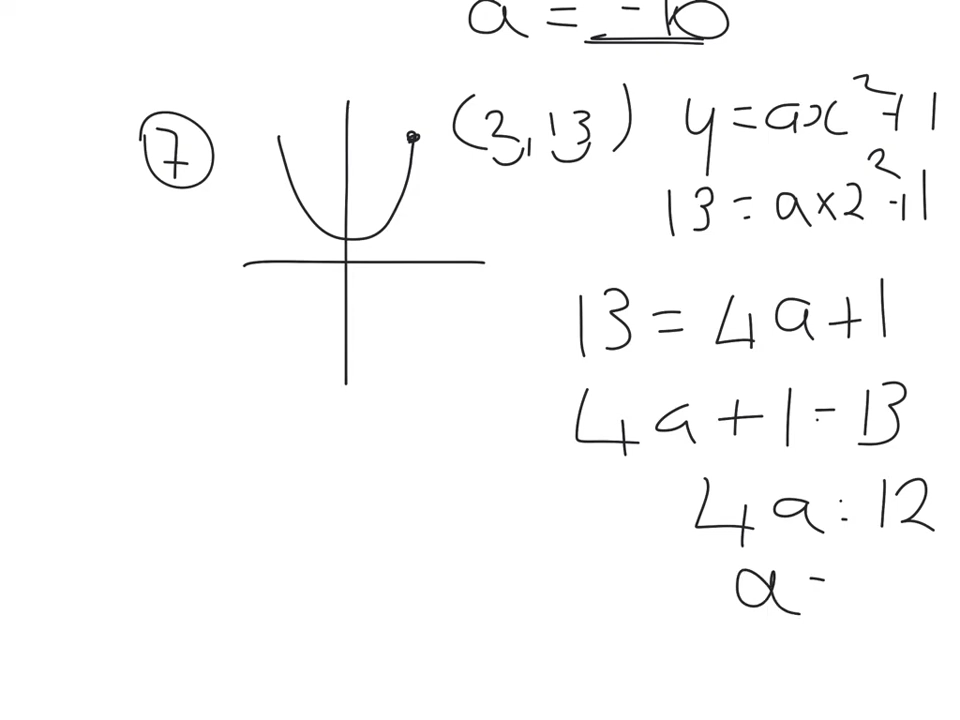 a = -10
7 (3,13) y = ax²+1
13 = a×2²+1
13 = 4a+1
4a+1=13
4a=12
a =